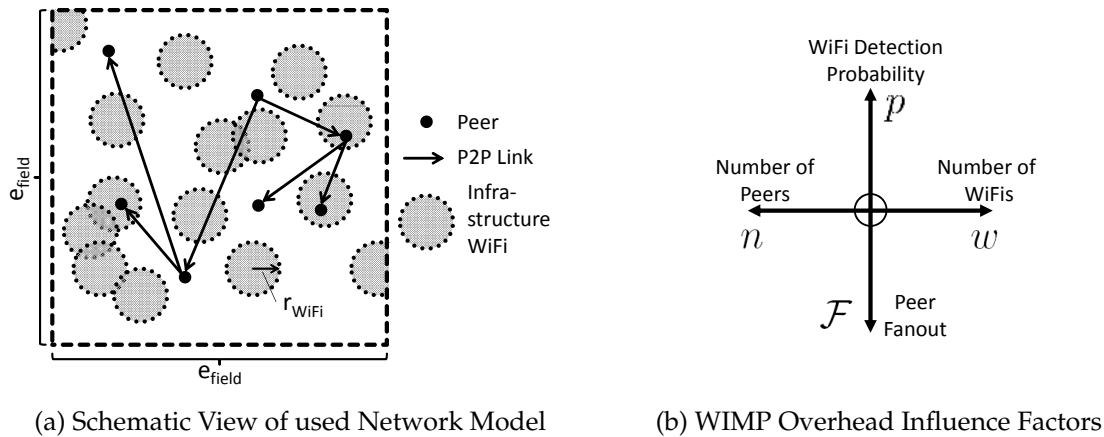 e_field
e_field
r_WiFi
Peer
P2P Link
Infra-
structure
WiFi
(a) Schematic View of used Network Model
WiFi Detection
Probability
p
Number of
Peers
n
Number of
WiFis
w
Peer
Fanout
ℱ
(b) WIMP Overhead Influence Factors